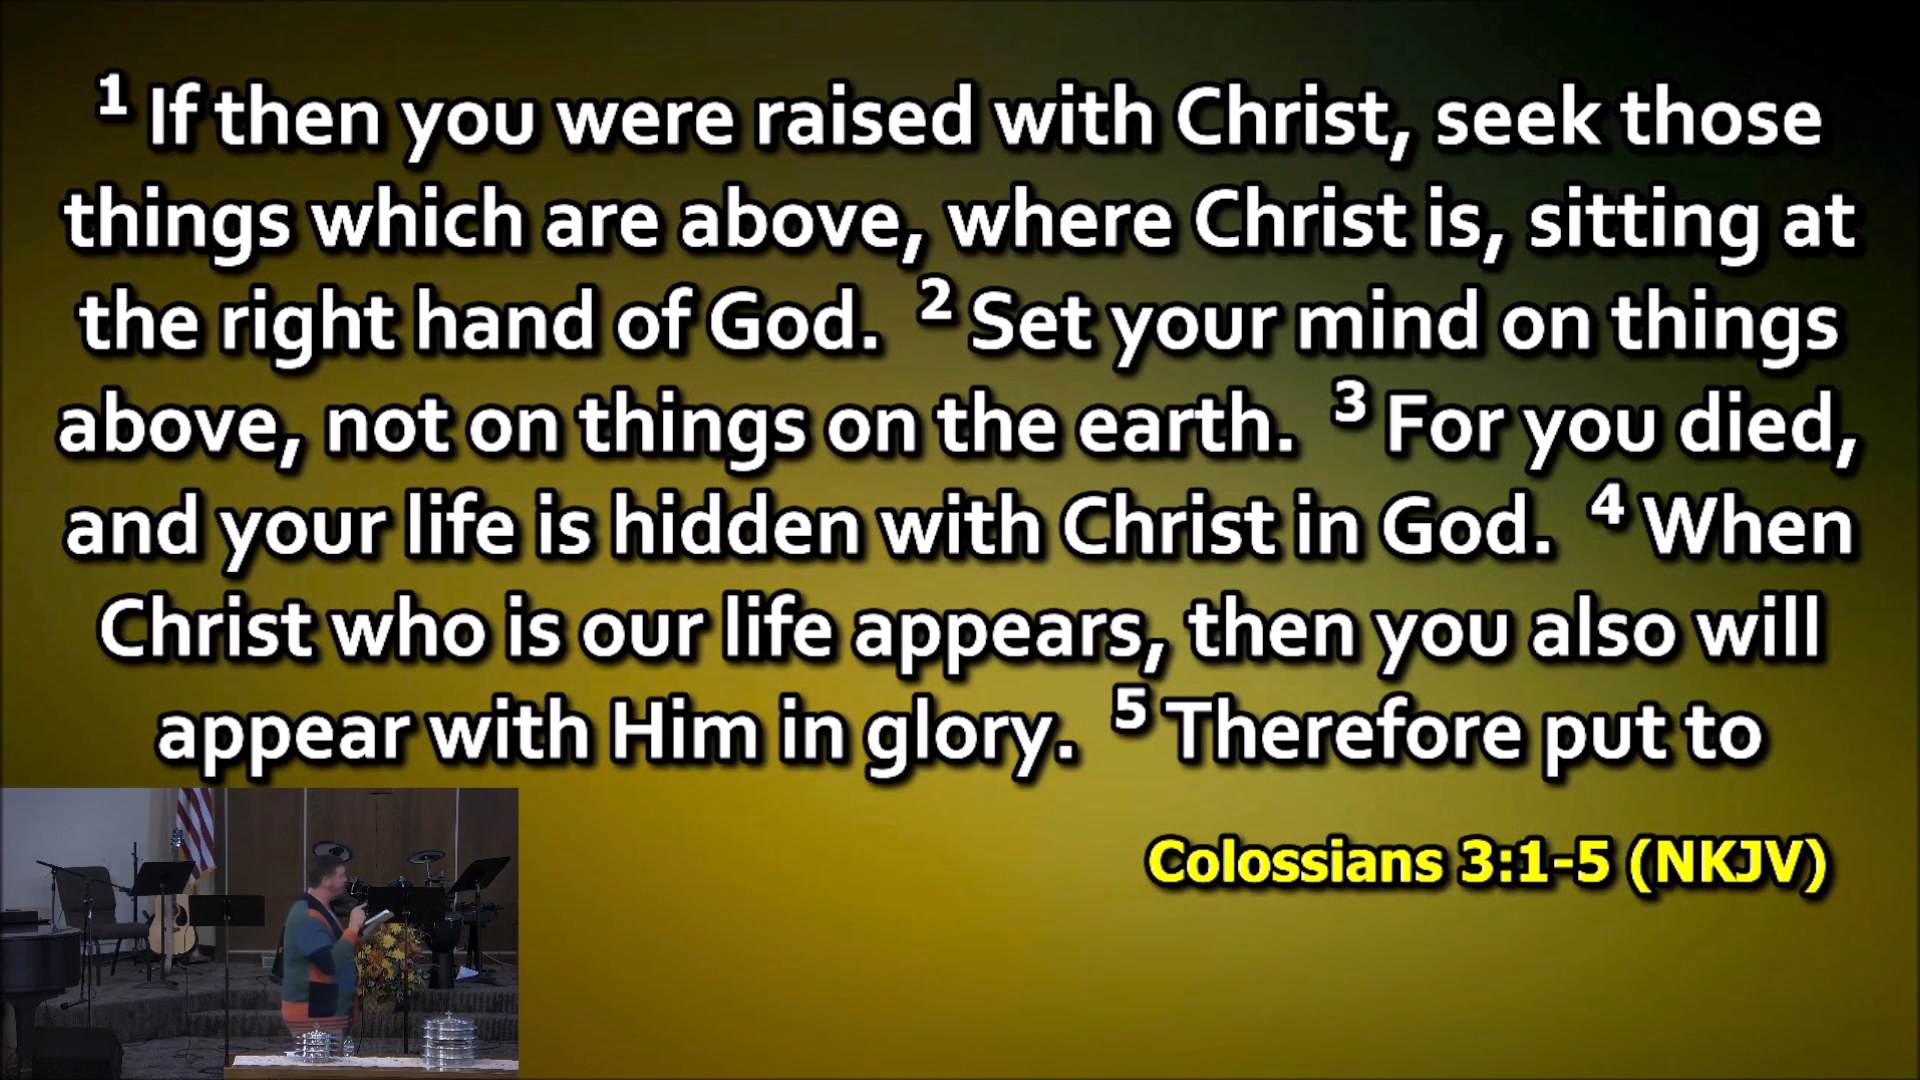 1 If then you were raised with Christ, seek those
things which are above, where Christ is, sitting at
the right hand of God. 2 Set your mind on things
above, not on things on the earth. 3 For you died,
and your life is hidden with Christ in God. 4 When
Christ who is our life appears, then you also will
appear with Him in glory. 5 Therefore put to
Colossians 3:1-5 (NKJV)